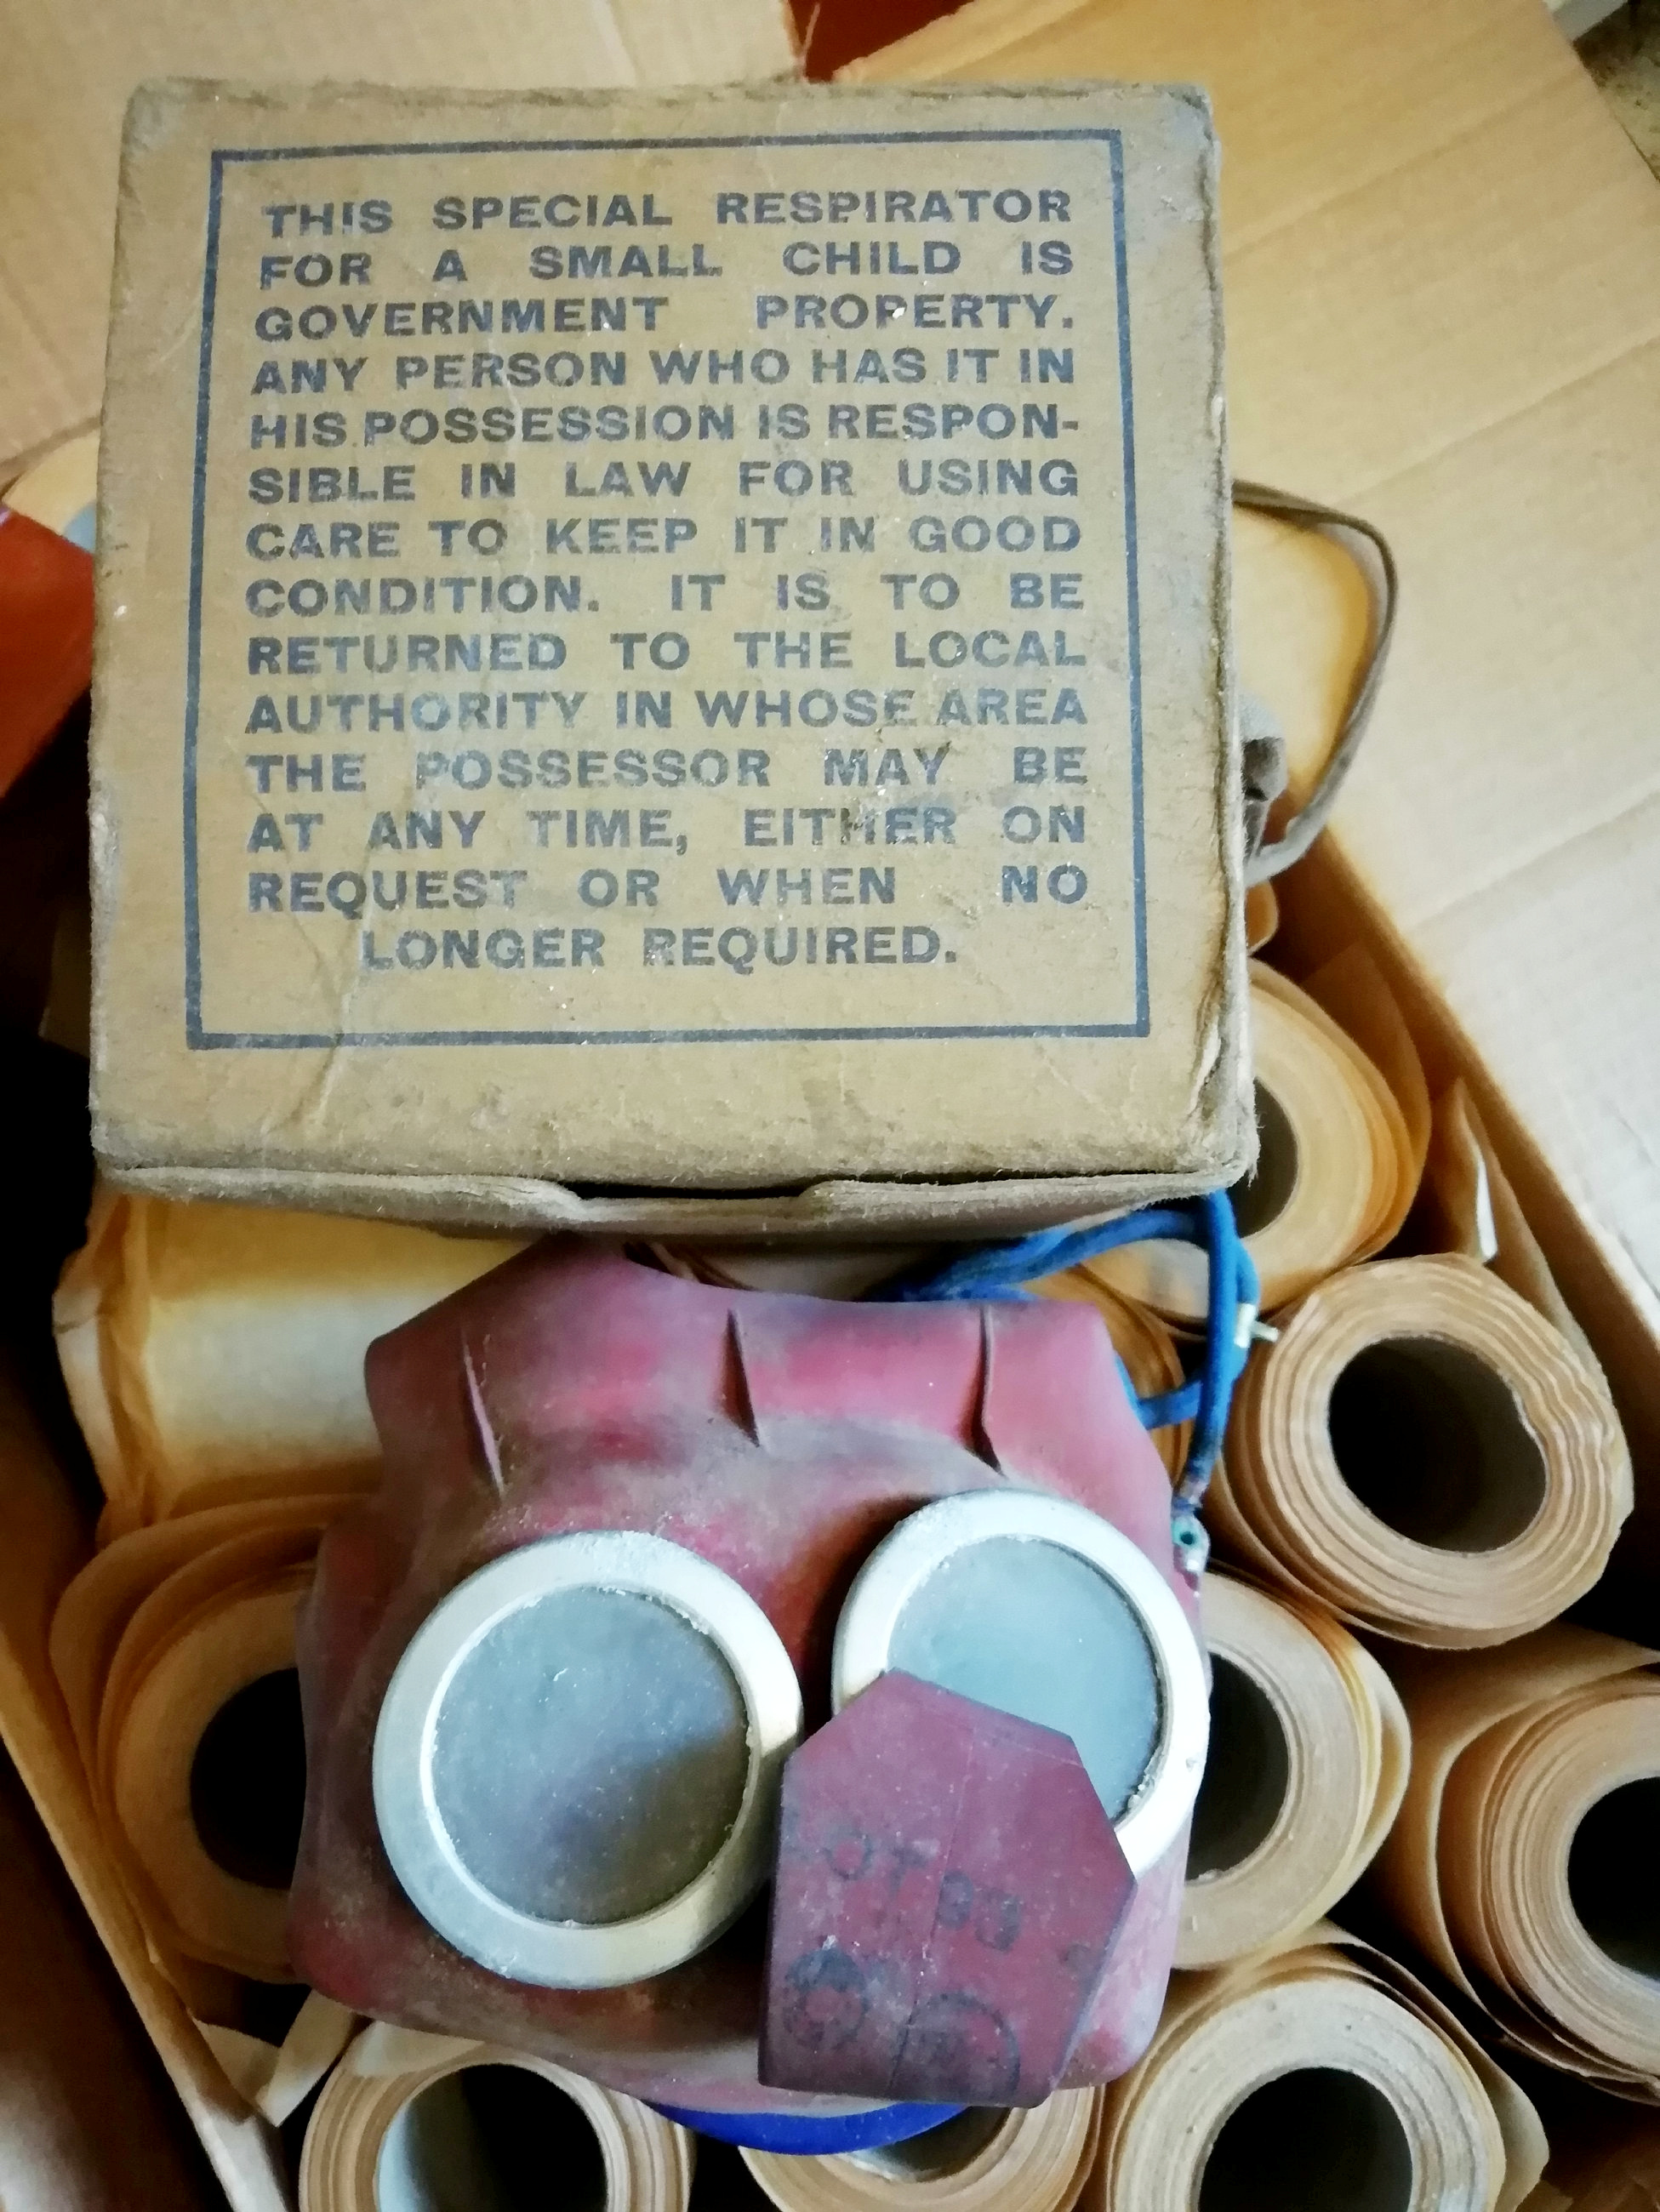 THIS SPECIAL RESPIRATOR
FOR A SMALL CHILD IS
GOVERNMENT PROPERTY.
ANY PERSON WHO HAS IT IN
HIS POSSESSION IS RESPON-
SIBLE IN LAW FOR USING
CARE TO KEEP IT IN GOOD
CONDITION. IT IS TO BE
RETURNED TO THE LOCAL
AUTHORITY IN WHOSE AREA
THE POSSESSOR MAY BE
AT ANY TIME, EITHER ON
REQUEST OR WHEN NO
LONGER REQUIRED.